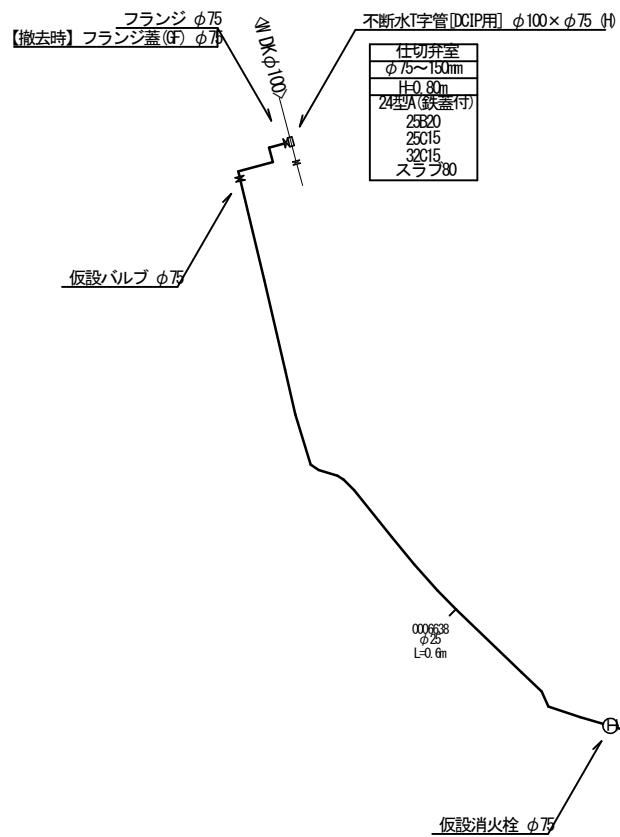 フランジ φ75
【撤去時】フランジ蓋(GF) φ75
不断水T字管[DCIP用] φ100×φ75 (H)
仕切弁室
φ75～150mm
H=0.80m
24型A(鉄蓋付)
25B20
25C15
32C15
スラブ80
DKφ100
仮設バルブ φ75
0006638
φ25
L=0.6m
H
仮設消火栓 φ75